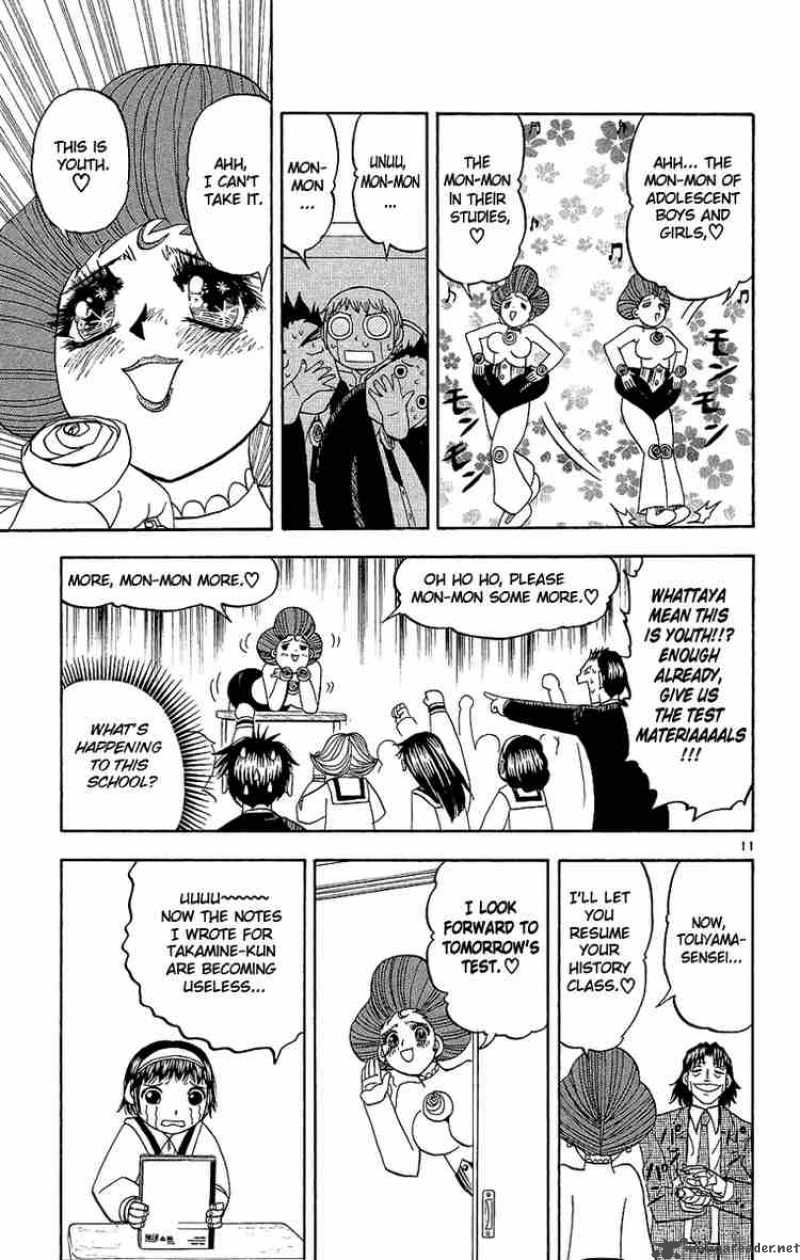 AHH... THE
MON-MON OF
ADOLESCENT
BOYS AND
GIRLS,♡
THE
MON-MON
IN THEIR
STUDIES,
♡
モンモン
モンモン
UNUU,
MON-MON
...
MON-
MON
...
AHH,
I CAN'T
TAKE IT.
THIS IS
YOUTH.
♡
WHATTAYA
MEAN THIS
IS YOUTH!!?
ENOUGH
ALREADY,
GIVE US
THE TEST
MATERIAAAALS
!!!
OH HO HO, PLEASE
MON-MON SOME MORE.♡
MORE, MON-MON MORE.♡
WHAT'S
HAPPENING
TO THIS
SCHOOL?
11
NOW,
TOUYAMA-
SENSEI...
I'LL LET
YOU
RESUME
YOUR
HISTORY
CLASS.♡
I LOOK
FORWARD TO
TOMORROW'S
TEST.♡
UUUU~~~~~
NOW THE NOTES
I WROTE FOR
TAKAMINE-KUN
ARE BECOMING
USELESS...
mangareader.net